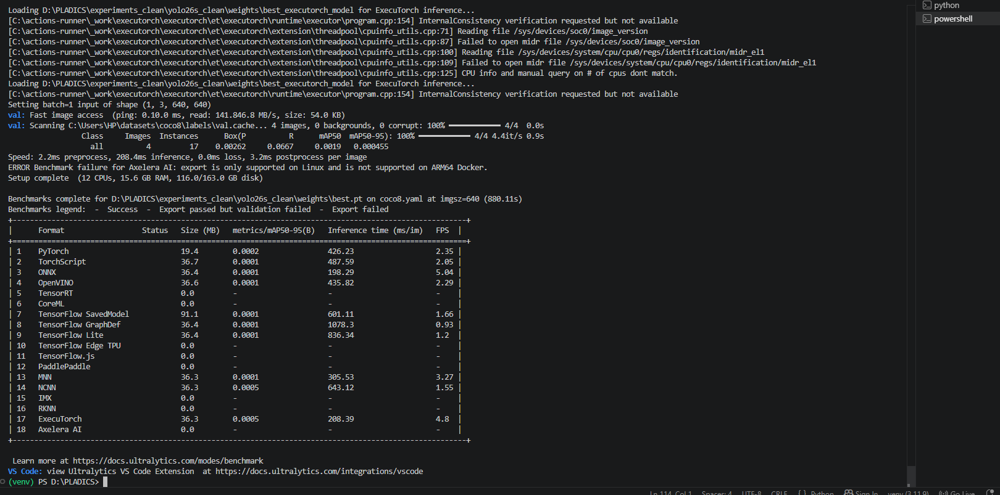 python
powershell
Loading D:\PLADICS\experiments_clean\yolo26s_clean\weights\best_executorch_model for ExecuTorch inference...
[C:\actions-runner\_work\executorch\executorch\et\executorch\runtime\executor\program.cpp:154] InternalConsistency verification requested but not available
[C:\actions-runner\_work\executorch\executorch\et\executorch\extension\threadpool\cpuinfo_utils.cpp:71] Reading file /sys/devices/soc0/image_version
[C:\actions-runner\_work\executorch\executorch\et\executorch\extension\threadpool\cpuinfo_utils.cpp:87] Failed to open midr file /sys/devices/soc0/image_version
[C:\actions-runner\_work\executorch\executorch\et\executorch\extension\threadpool\cpuinfo_utils.cpp:100] Reading file /sys/devices/system/cpu/cpu0/regs/identification/midr_el1
[C:\actions-runner\_work\executorch\executorch\et\executorch\extension\threadpool\cpuinfo_utils.cpp:109] Failed to open midr file /sys/devices/system/cpu/cpu0/regs/identification/midr_el1
[C:\actions-runner\_work\executorch\executorch\et\executorch\extension\threadpool\cpuinfo_utils.cpp:125] CPU info and manual query on # of cpus dont match.
Loading D:\PLADICS\experiments_clean\yolo26s_clean\weights\best_executorch_model for ExecuTorch inference...
[C:\actions-runner\_work\executorch\executorch\et\executorch\runtime\executor\program.cpp:154] InternalConsistency verification requested but not available
Setting batch=1 input of shape (1, 3, 640, 640)
val: Fast image access  (ping: 0.10.0 ms, read: 141.846.8 MB/s, size: 54.0 KB)
val: Scanning C:\Users\HP\datasets\coco8\labels\val.cache... 4 images, 0 backgrounds, 0 corrupt: 100% 4/4  0.0s
Class Images Instances Box(P R mAP50 mAP50-95): 100% 4/4 4.4it/s 0.9s
all 4 17 0.00262 0.0667 0.0019 0.000455
Speed: 2.2ms preprocess, 208.4ms inference, 0.0ms loss, 3.2ms postprocess per image
ERROR Benchmark failure for Axelera AI: export is only supported on Linux and is not supported on ARM64 Docker.
Setup complete  (12 CPUs, 15.6 GB RAM, 116.0/163.0 GB disk)
Benchmarks complete for D:\PLADICS\experiments_clean\yolo26s_clean\weights\best.pt on coco8.yaml at imgsz=640 (880.11s)
Benchmarks legend:  -  Success  -  Export passed but validation failed  -  Export failed
| Format Status Size (MB) metrics/mAP50-95(B) Inference time (ms/im) FPS |
| 1 PyTorch 19.4 0.0002 426.23 2.35 |
| 2 TorchScript 36.7 0.0001 487.59 2.05 |
| 3 ONNX 36.4 0.0001 198.29 5.04 |
| 4 OpenVINO 36.6 0.0001 435.82 2.29 |
| 5 TensorRT 0.0 - - - |
| 6 CoreML 0.0 - - - |
| 7 TensorFlow SavedModel 91.1 0.0001 601.11 1.66 |
| 8 TensorFlow GraphDef 36.4 0.0001 1078.3 0.93 |
| 9 TensorFlow Lite 36.4 0.0001 836.34 1.2 |
| 10 TensorFlow Edge TPU 0.0 - - - |
| 11 TensorFlow.js 0.0 - - - |
| 12 PaddlePaddle 0.0 - - - |
| 13 MNN 36.3 0.0001 305.53 3.27 |
| 14 NCNN 36.3 0.0005 643.12 1.55 |
| 15 IMX 0.0 - - - |
| 16 RKNN 0.0 - - - |
| 17 ExecuTorch 36.3 0.0005 208.39 4.8 |
| 18 Axelera AI 0.0 - - - |
Learn more at https://docs.ultralytics.com/modes/benchmark
VS Code: view Ultralytics VS Code Extension  at https://docs.ultralytics.com/integrations/vscode
(venv) PS D:\PLADICS>
Ln 114, Col 1 Spaces: 4 UTF-8 CRLF { } Python Sign In venv (3.11.9) Go Live